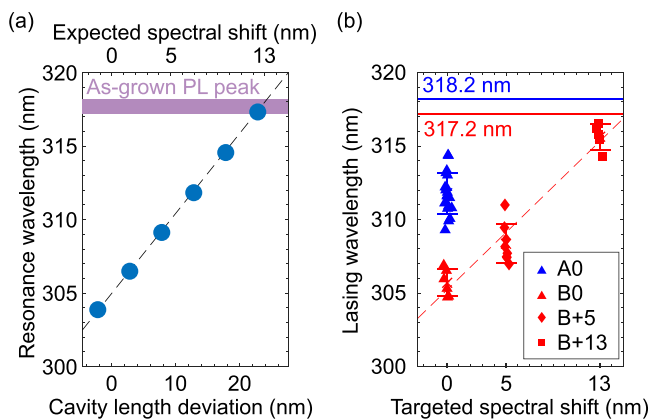 (a)
Expected spectral shift (nm)
0 5 13
320
315
310
305
300
Resonance wavelength (nm)
As-grown PL peak
0 10 20
Cavity length deviation (nm)
(b)
320
315
310
305
300
Lasing wavelength (nm)
318.2 nm
317.2 nm
A0
B0
B+5
B+13
0 5 13
Targeted spectral shift (nm)